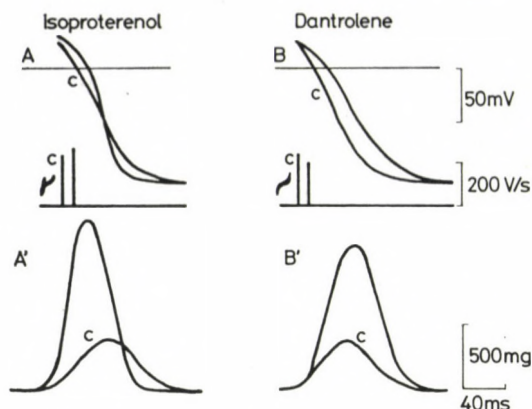 Isoproterenol
Dantrolene
A
c
B
c
50mV
c
c
200 V/s
A'
c
B'
c
500mg
40ms